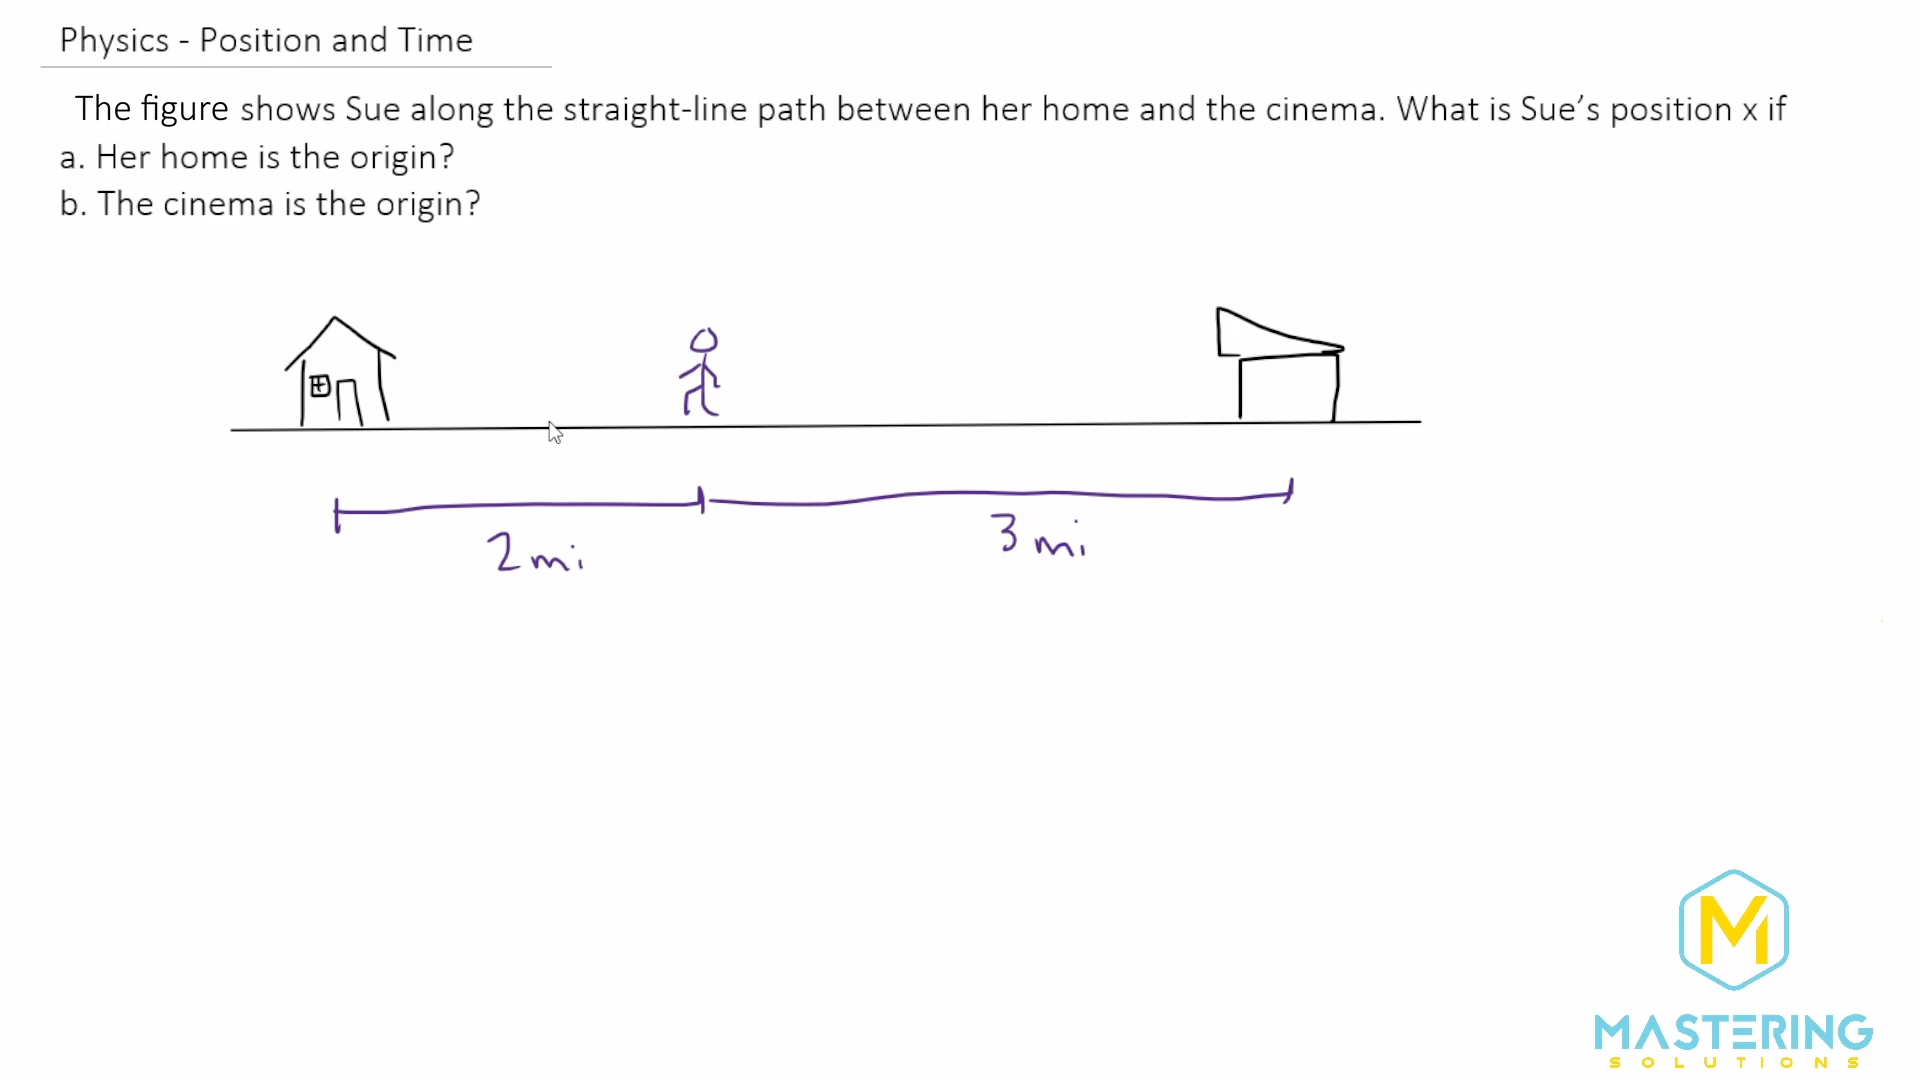 Physics - Position and Time
The figure shows Sue along the straight-line path between her home and the cinema. What is Sue’s position x if
a. Her home is the origin?
b. The cinema is the origin?
2 mi
3 mi
MASTERING
SOLUTIONS